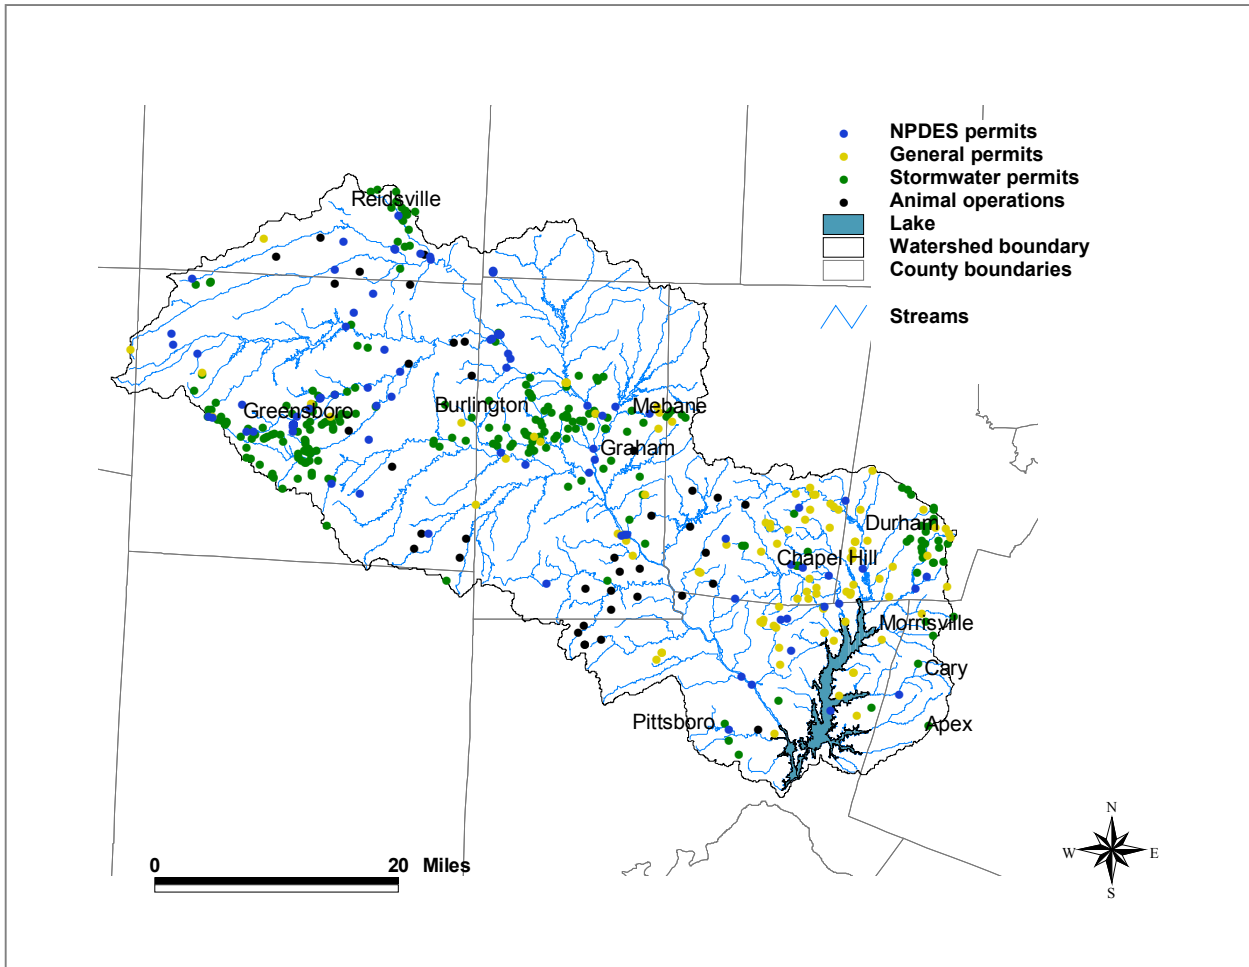 NPDES permits
General permits
Stormwater permits
Animal operations
Lake
Watershed boundary
County boundaries
Streams
Reidsville
Greensboro
Burlington
Mebane
Graham
Durham
Chapel Hill
Morrisville
Cary
Pittsboro
Apex
0 20 Miles
N
W E
S